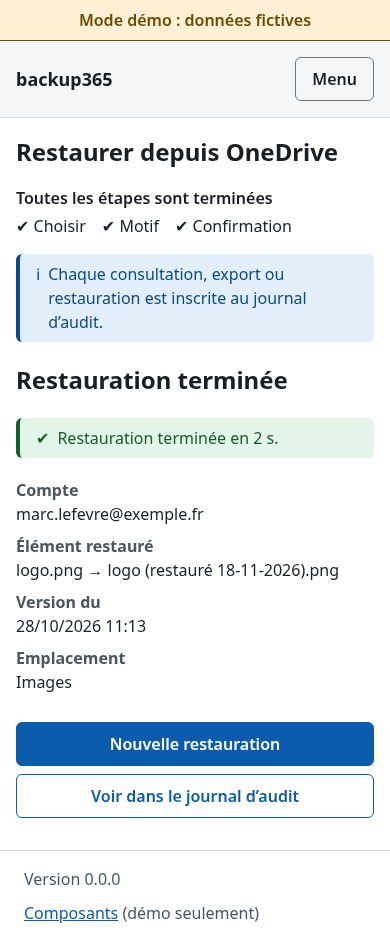 Mode démo : données fictives
backup365
Menu
Restaurer depuis OneDrive
Toutes les étapes sont terminées
✔ Choisir ✔ Motif ✔ Confirmation
i Chaque consultation, export ou
restauration est inscrite au journal
d’audit.
Restauration terminée
✔ Restauration terminée en 2 s.
Compte
marc.lefevre@exemple.fr
Élément restauré
logo.png → logo (restauré 18-11-2026).png
Version du
28/10/2026 11:13
Emplacement
Images
Nouvelle restauration
Voir dans le journal d’audit
Version 0.0.0
Composants (démo seulement)